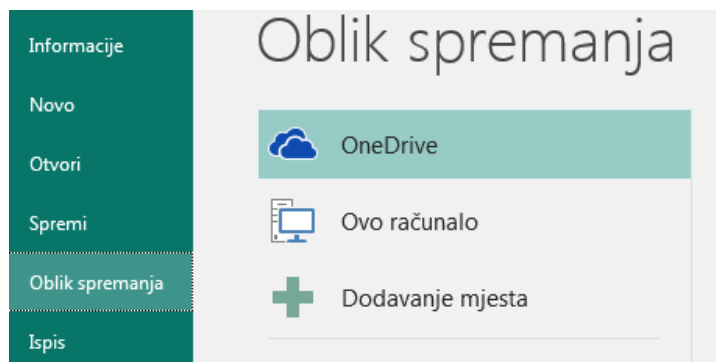 Informacije
Novo
Otvori
Spremi
Oblik spremanja
Ispis
Oblik spremanja
OneDrive
Ovo računalo
Dodavanje mjesta